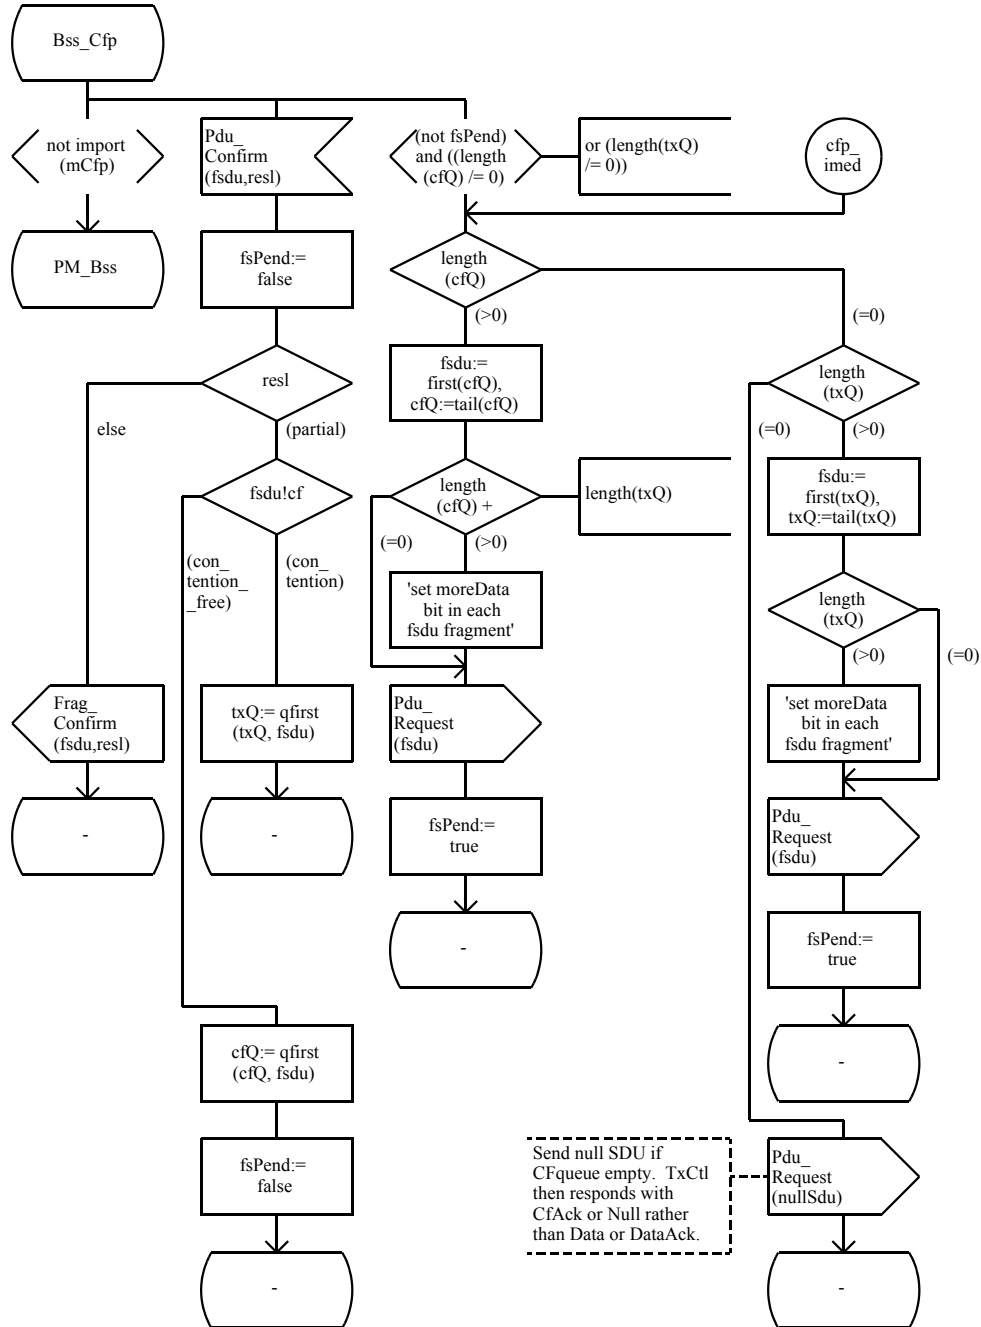 Bss_Cfp
not import
(mCfp)
PM_Bss
Pdu_
Confirm
(fsdu,resl)
fsPend:=
false
resl
else
(partial)
fsdu!cf
(con_
tention_
_free)
(con_
tention)
Frag_
Confirm
(fsdu,resl)
-
txQ:= qfirst
(txQ, fsdu)
-
cfQ:= qfirst
(cfQ, fsdu)
fsPend:=
false
-
(not fsPend)
and ((length
(cfQ) /= 0)
or (length(txQ)
/= 0))
cfp_
imed
length
(cfQ)
(>0)
(=0)
fsdu:=
first(cfQ),
cfQ:=tail(cfQ)
length
(cfQ) +
length(txQ)
(=0)
(>0)
'set moreData
bit in each
fsdu fragment'
Pdu_
Request
(fsdu)
fsPend:=
true
-
length
(txQ)
(=0)
(>0)
fsdu:=
first(txQ),
txQ:=tail(txQ)
length
(txQ)
(>0)
(=0)
'set moreData
bit in each
fsdu fragment'
Pdu_
Request
(fsdu)
fsPend:=
true
-
Send null SDU if
CFqueue empty.  TxCtl
then responds with
CfAck or Null rather
than Data or DataAck.
Pdu_
Request
(nullSdu)
-